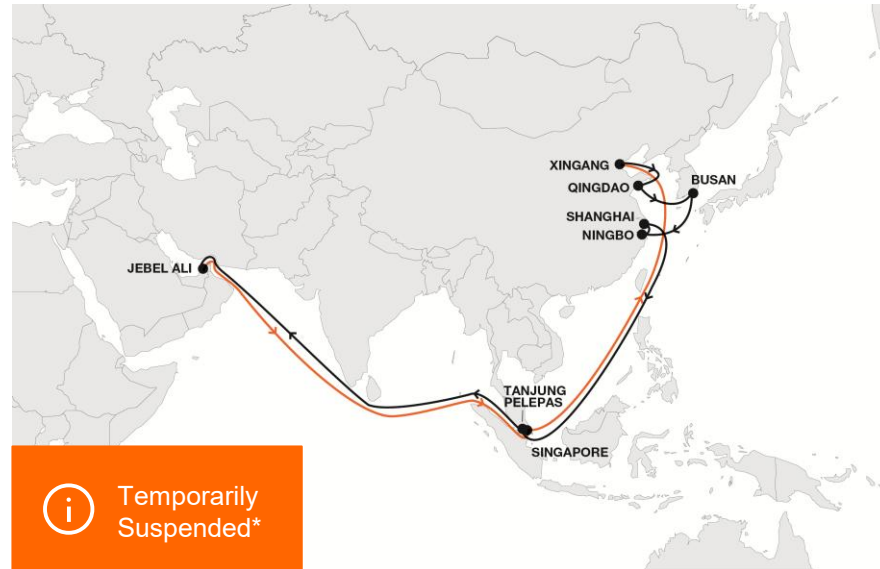 XINGANG
QINGDAO
BUSAN
SHANGHAI
NINGBO
JEBEL ALI
TANJUNG
PELEPAS
SINGAPORE
i
Temporarily
Suspended*